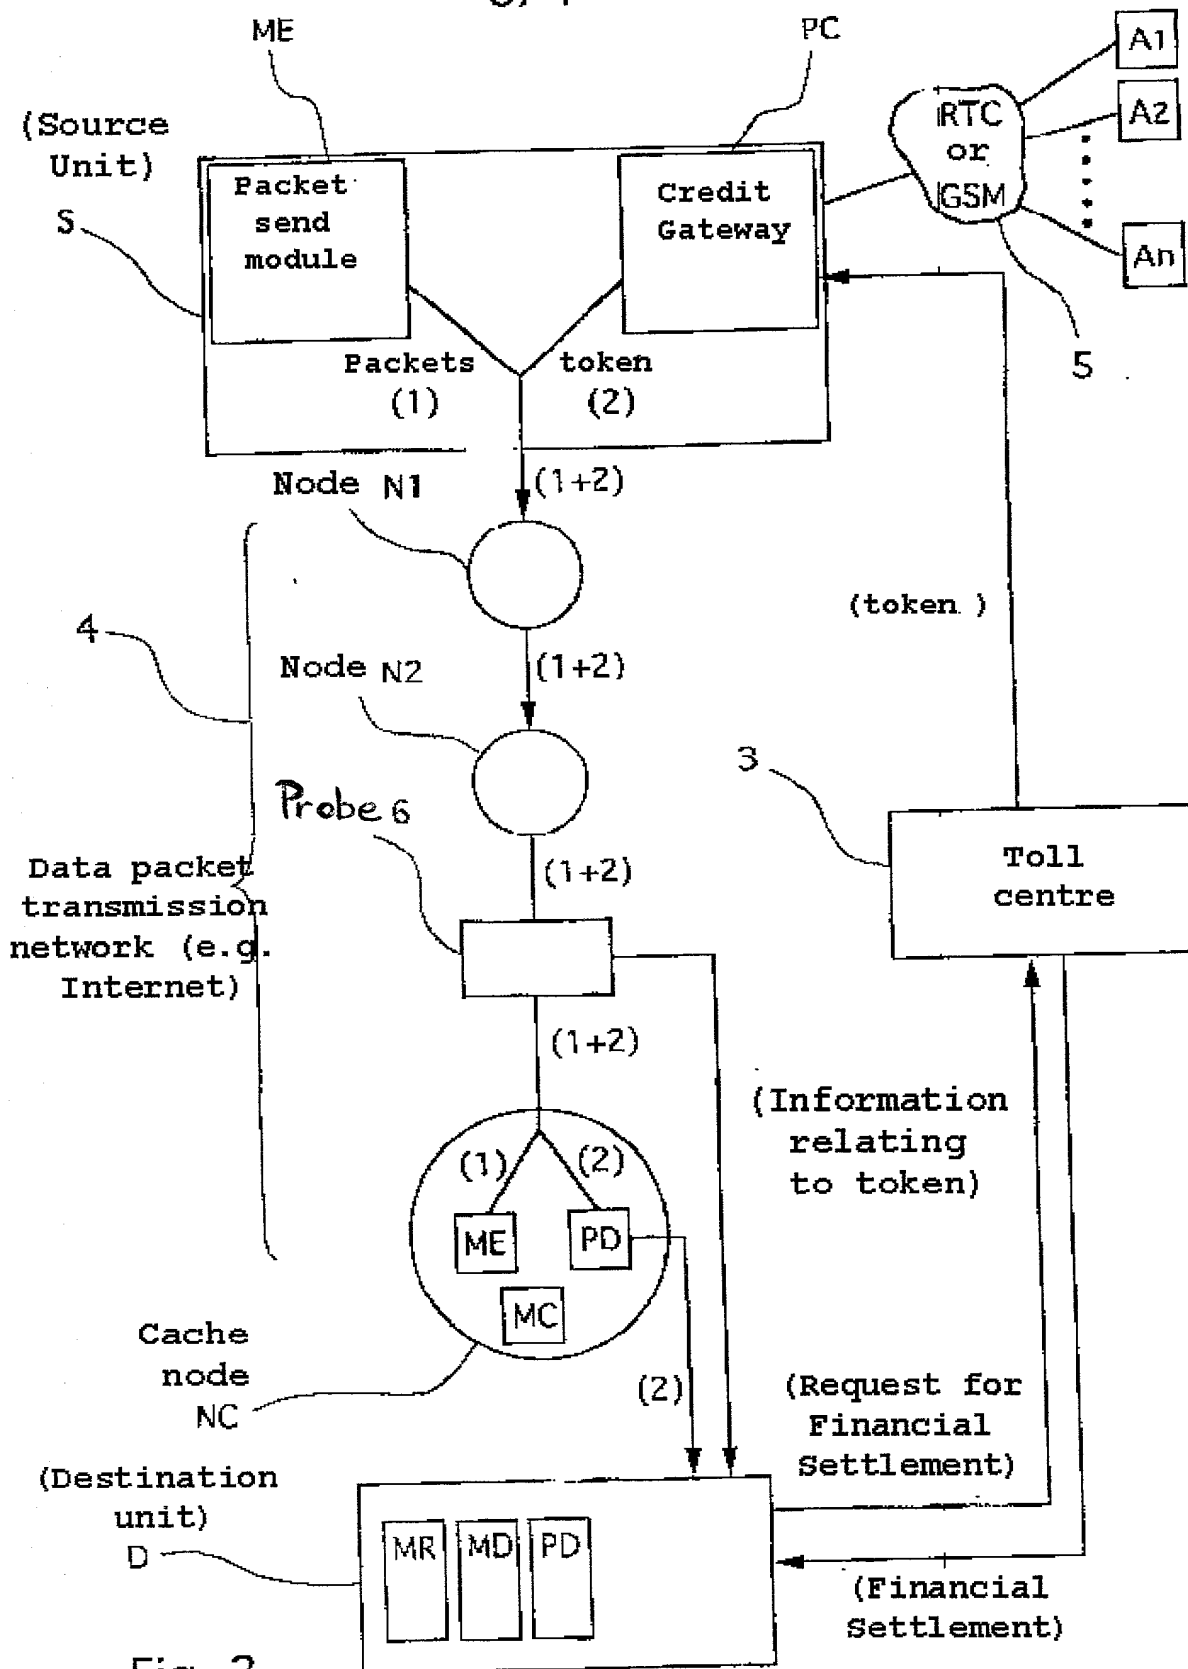 ME
PC
A1
(Source
Unit)
RTC
or
GSM
A2
Packet
send
module
Credit
Gateway
S
An
Packets
(1)
token
(2)
5
Node N1
(1+2)
4
(token )
Node N2
(1+2)
3
Probe 6
Toll
centre
Data packet
transmission
network (e.g.
Internet)
(1+2)
(1+2)
(Information
relating
to token)
(1)
(2)
ME
PD
MC
Cache
node
NC
(2)
(Request for
Financial
Settlement)
(Destination
unit)
D
MR
MD
PD
(Financial
Settlement)